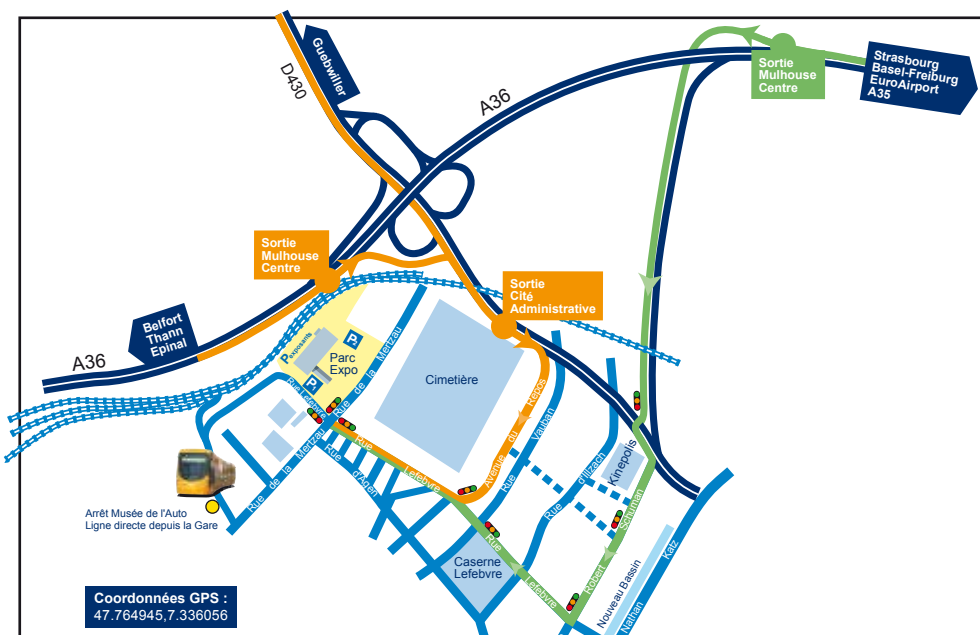 Guebwiller
D430
A36
Sortie
Mulhouse
Centre
Strasbourg
Basel-Freiburg
EuroAirport
A35
Sortie
Mulhouse
Centre
Sortie
Cité
Administrative
Belfort
Thann
Epinal
A36
P exposants
P
Parc
Expo
P
Rue de la Mertzau
Cimetière
Rue Lefebvre
Avenue du Repos
Rue Vauban
Rue d'Illzach
Kinepolis
Rue de la Mertzau
Rue d'Agen
Rue Lefebvre
Rue Lefebvre
Robert Schuman
Arrêt Musée de l'Auto
Ligne directe depuis la Gare
Caserne
Lefebvre
Nouveau Bassin
Nathan Katz
Coordonnées GPS :
47.764945,7.336056